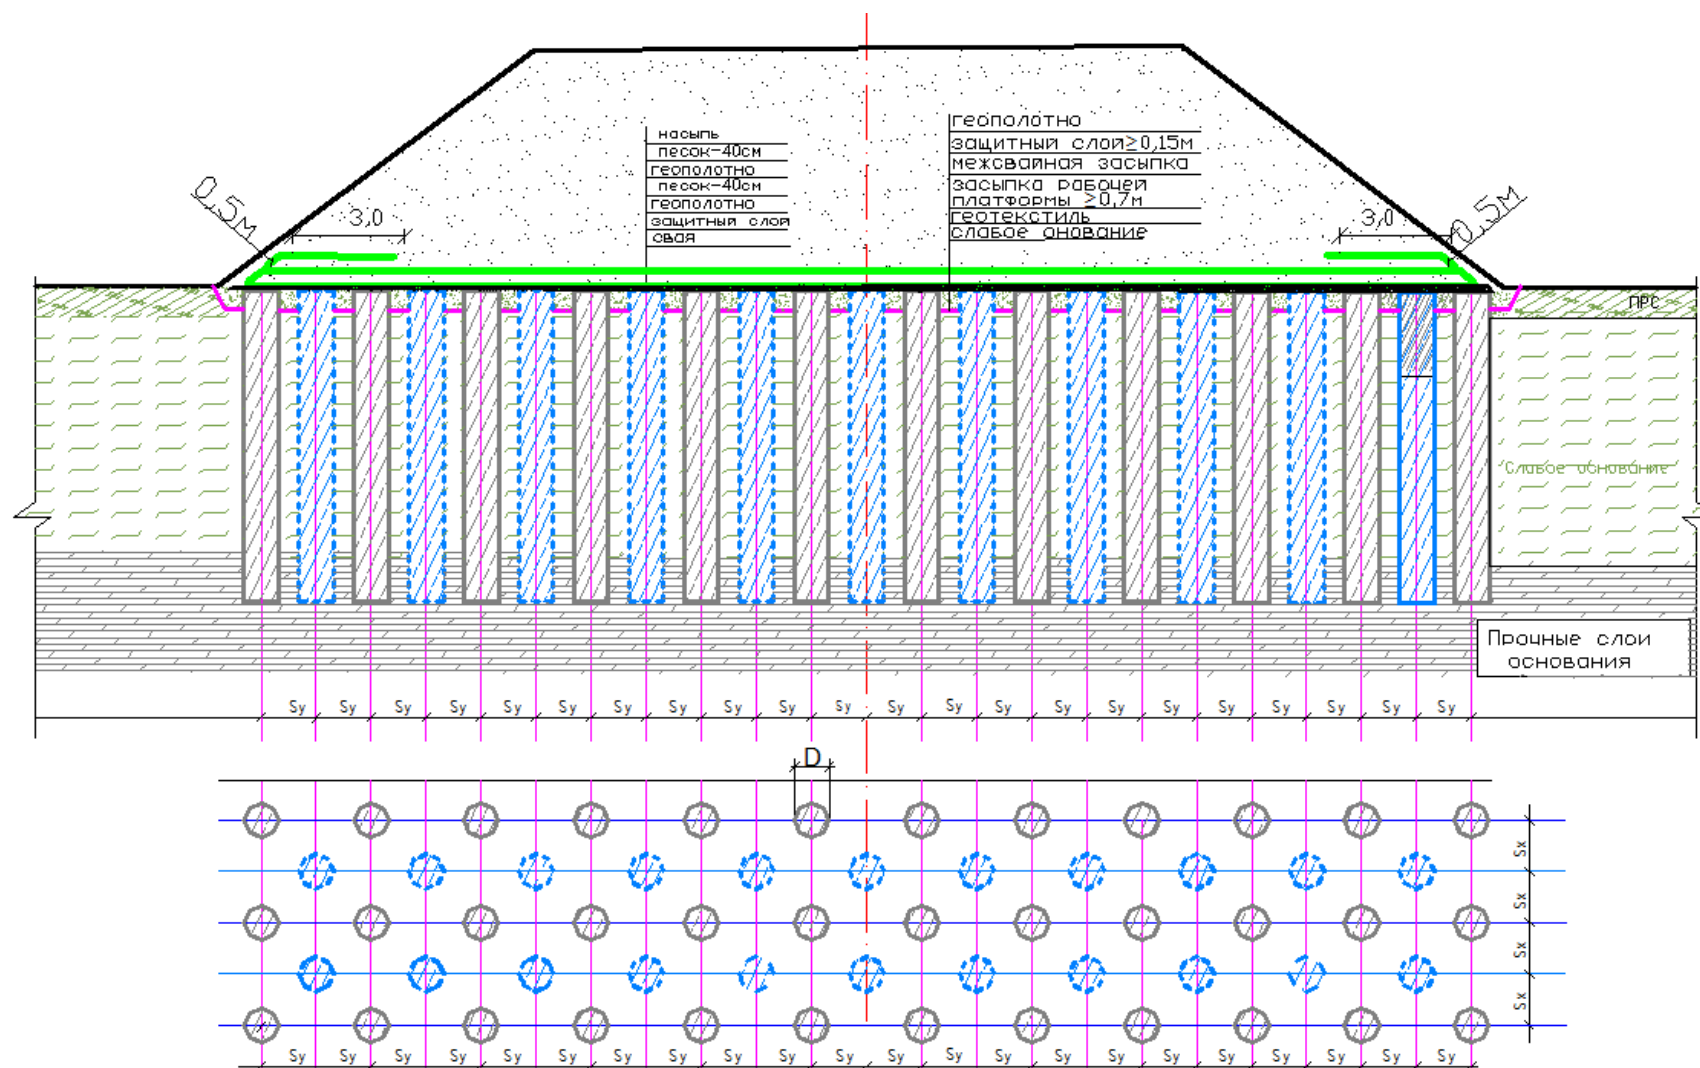 насыпь
песок-40см
геополотно
песок-40см
геополотно
защитный слой
свая
геополотно
защитный слой≥0,15м
межсвайная засыпка
засыпка рабочей
платформы ≥0,7м
геотекстиль
слабое онование
0,5м
3,0
3,0
0,5м
ПРС
Слабое основание
Прочные слои
основания
Sy Sy Sy Sy Sy Sy Sy Sy Sy Sy Sy Sy Sy Sy Sy Sy Sy Sy Sy Sy Sy Sy
D
Sx
Sx
Sx
Sx
Sy Sy Sy Sy Sy Sy Sy Sy Sy Sy Sy Sy Sy Sy Sy Sy Sy Sy Sy Sy Sy Sy